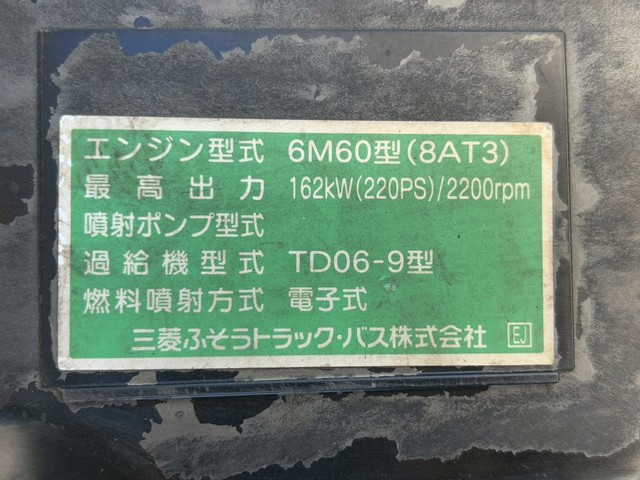 エンジン型式 6M60型(8AT3)
最高出力 162kW(220PS)/2200rpm
噴射ポンプ型式
過給機型式 TD06-9型
燃料噴射方式 電子式
三菱ふそうトラック・バス株式会社 EJ